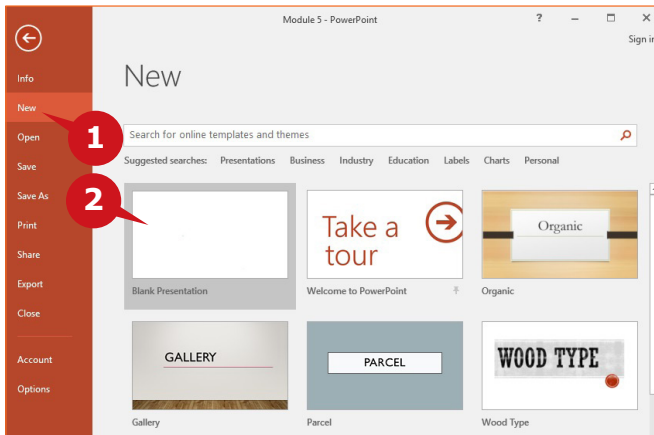 Module 5 - PowerPoint
?
Sign in
Info
New
Open
Save
Save As
Print
Share
Export
Close
Account
Options
1
2
New
Search for online templates and themes
Suggested searches: Presentations Business Industry Education Labels Charts Personal
Take a
tour
Organic
Blank Presentation
Welcome to PowerPoint
Organic
GALLERY
PARCEL
WOOD TYPE
Gallery
Parcel
Wood Type